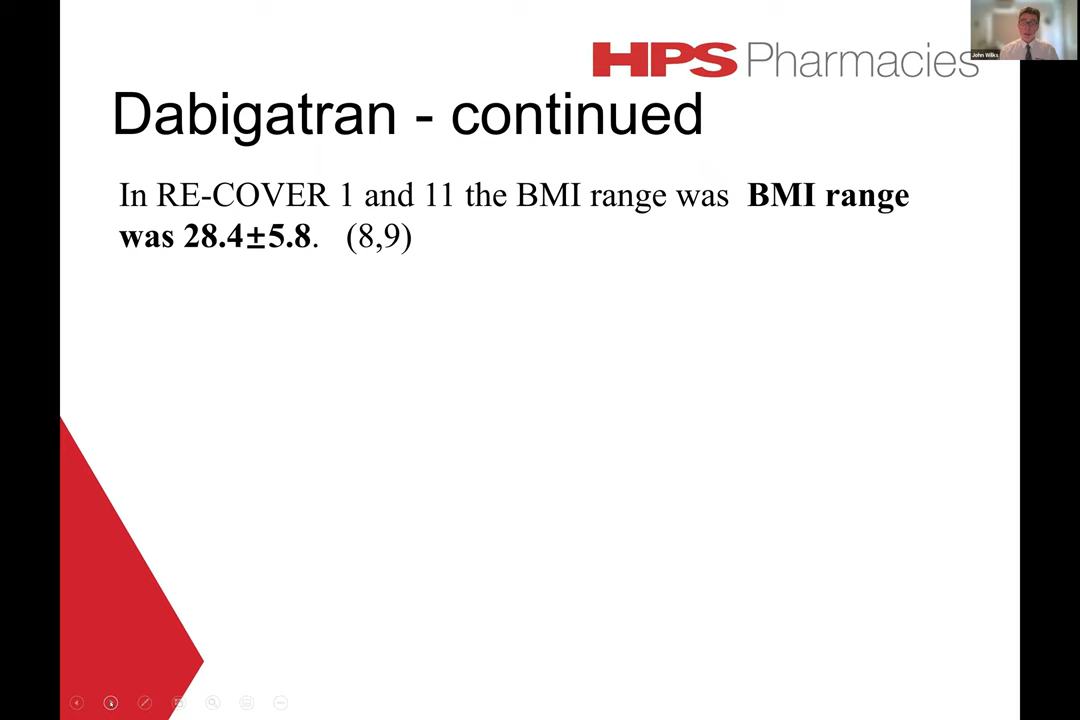 John Wilks
HPS Pharmacies
Dabigatran - continued
In RE-COVER 1 and 11 the BMI range was BMI range
was 28.4±5.8. (8,9)